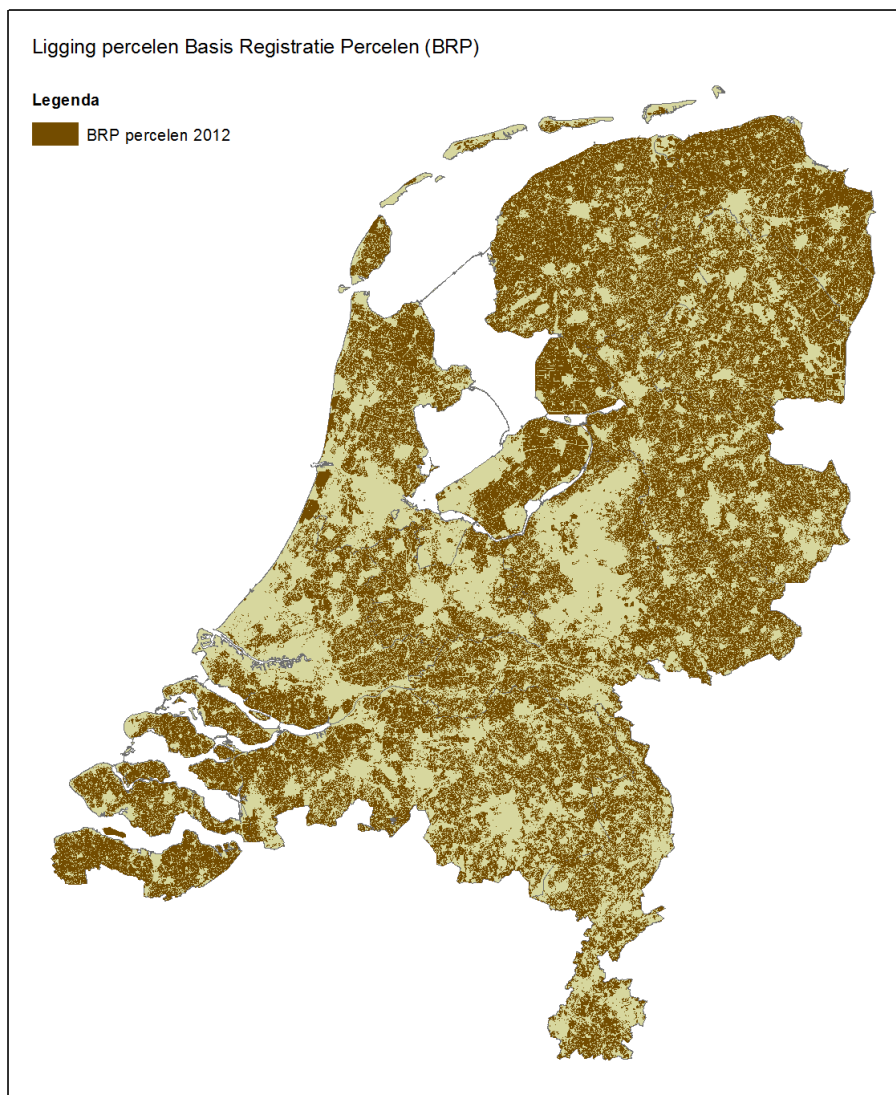 Ligging percelen Basis Registratie Percelen (BRP)
Legenda
BRP percelen 2012